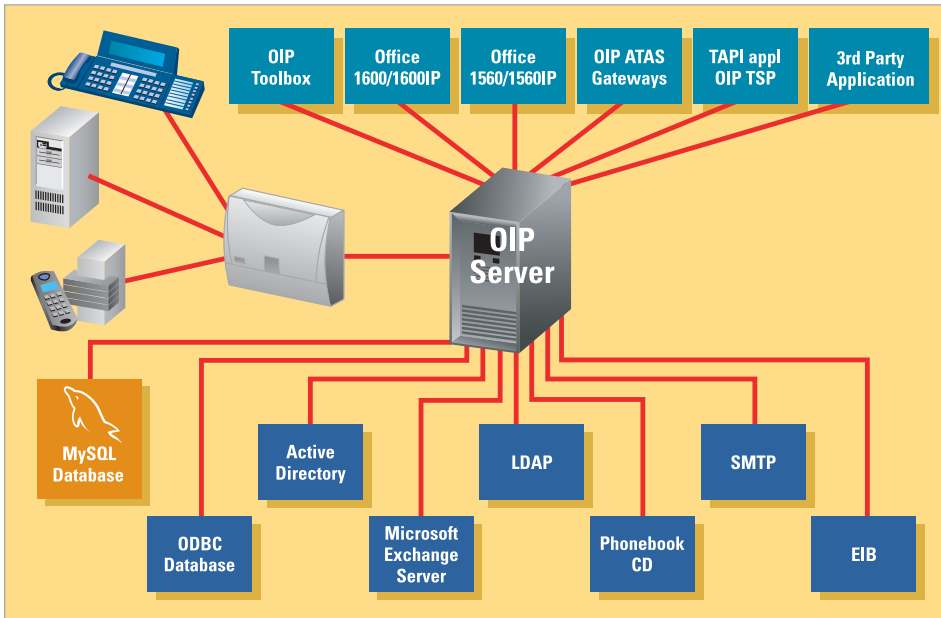 OIP
Toolbox
Office
1600/1600IP
Office
1560/1560IP
OIP ATAS
Gateways
TAPI appl
OIP TSP
3rd Party
Application
OIP
Server
MySQL
Database
Active
Directory
LDAP
SMTP
ODBC
Database
Microsoft
Exchange
Server
Phonebook
CD
EIB